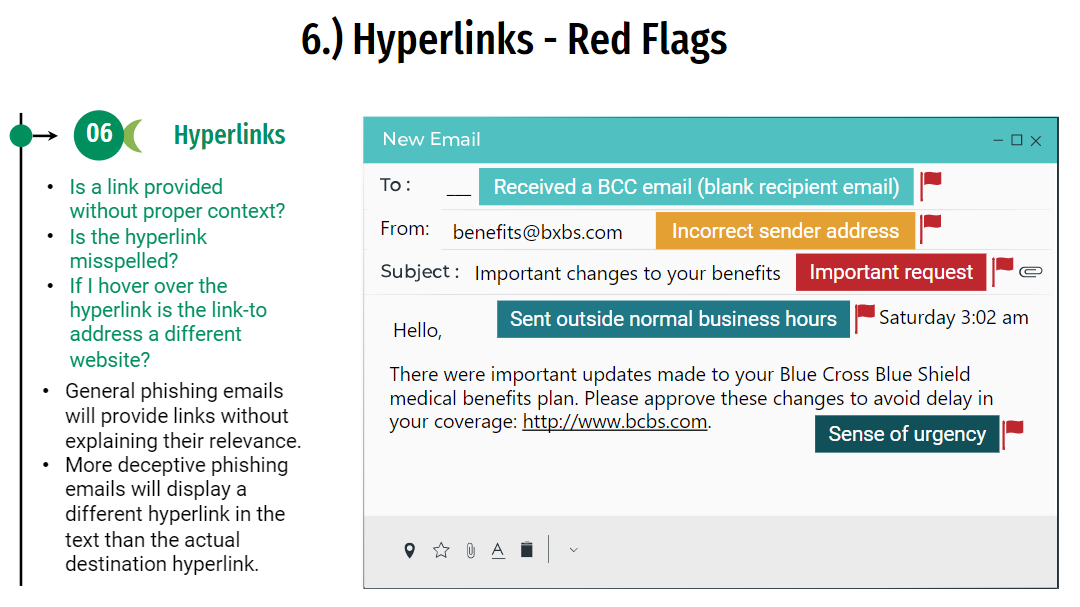 6.) Hyperlinks - Red Flags
06
Hyperlinks
• Is a link provided
without proper context?
• Is the hyperlink
misspelled?
• If I hover over the
hyperlink is the link-to
address a different
website?
• General phishing emails
will provide links without
explaining their relevance.
• More deceptive phishing
emails will display a
different hyperlink in the
text than the actual
destination hyperlink.
New Email
To : ___ Received a BCC email (blank recipient email)
From: benefits@bxbs.com Incorrect sender address
Subject : Important changes to your benefits Important request
Sent outside normal business hours Saturday 3:02 am
Hello,
There were important updates made to your Blue Cross Blue Shield
medical benefits plan. Please approve these changes to avoid delay in
your coverage: http://www.bcbs.com.
Sense of urgency
A